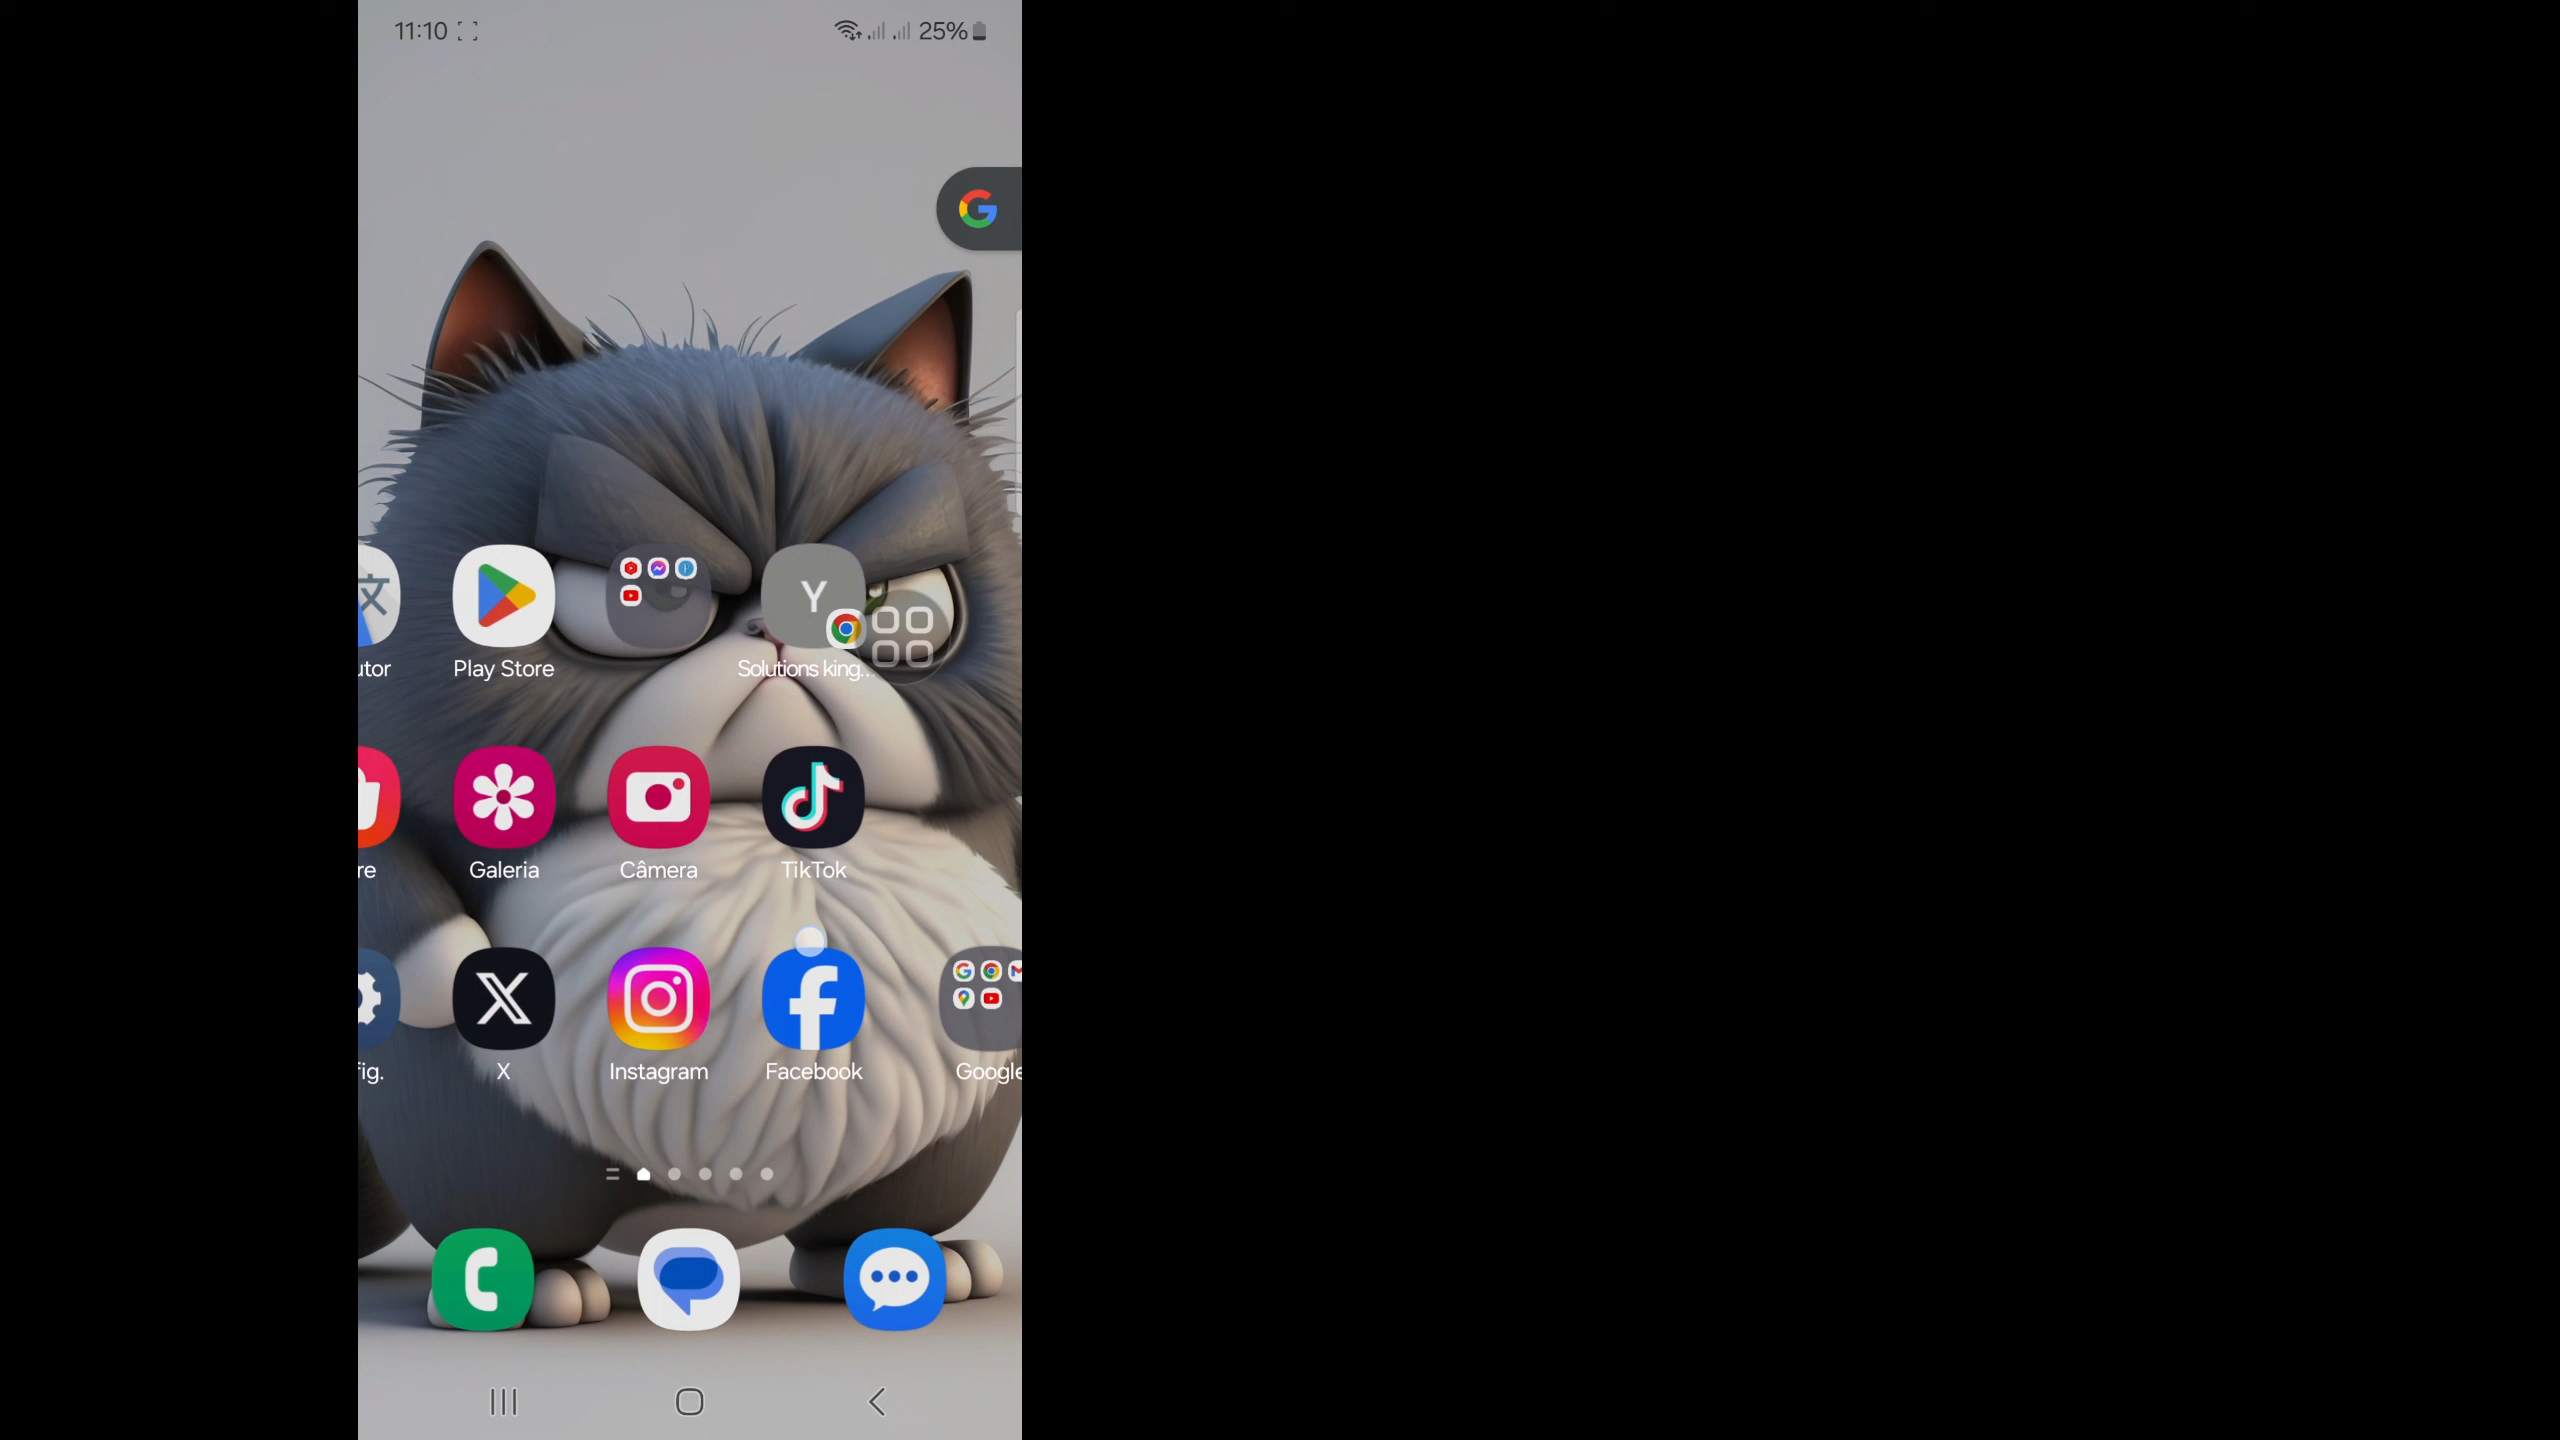 11:10
25%
utor
Play Store
Y
Solutions king...
re
Galeria
Câmera
TikTok
fig.
X
Instagram
Facebook
Google